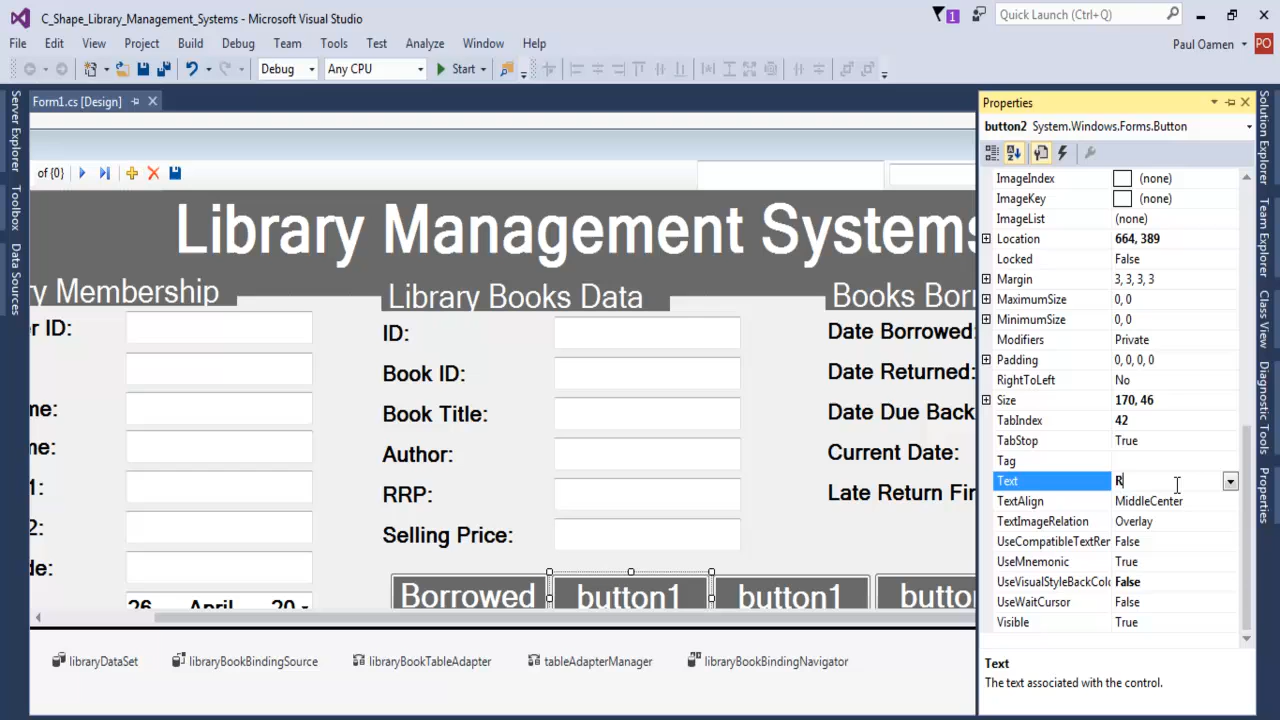 C_Shape_Library_Management_Systems - Microsoft Visual Studio
1
Quick Launch (Ctrl+Q)
File Edit View Project Build Debug Team Tools Test Analyze Window Help
Paul Oamen
PO
Debug Any CPU Start
Form1.cs [Design]
Server Explorer
Toolbox
Data Sources
of {0}
Library Management Systems
ry Membership
Library Books Data
Books Borr
er ID:
me:
me:
1:
2:
de:
26 April 20
ID:
Book ID:
Book Title:
Author:
RRP:
Selling Price:
Date Borrowed:
Date Returned:
Date Due Back
Current Date:
Late Return Fin
Borrowed button1 button1 butto
libraryDataSet libraryBookBindingSource libraryBookTableAdapter tableAdapterManager libraryBookBindingNavigator
Properties
button2 System.Windows.Forms.Button
ImageIndex (none)
ImageKey (none)
ImageList (none)
Location 664, 389
Locked False
Margin 3, 3, 3, 3
MaximumSize 0, 0
MinimumSize 0, 0
Modifiers Private
Padding 0, 0, 0, 0
RightToLeft No
Size 170, 46
TabIndex 42
TabStop True
Tag
Text R
TextAlign MiddleCenter
TextImageRelation Overlay
UseCompatibleTextRen False
UseMnemonic True
UseVisualStyleBackColo False
UseWaitCursor False
Visible True
Text
The text associated with the control.
Solution Explorer
Team Explorer
Class View
Diagnostic Tools
Properties